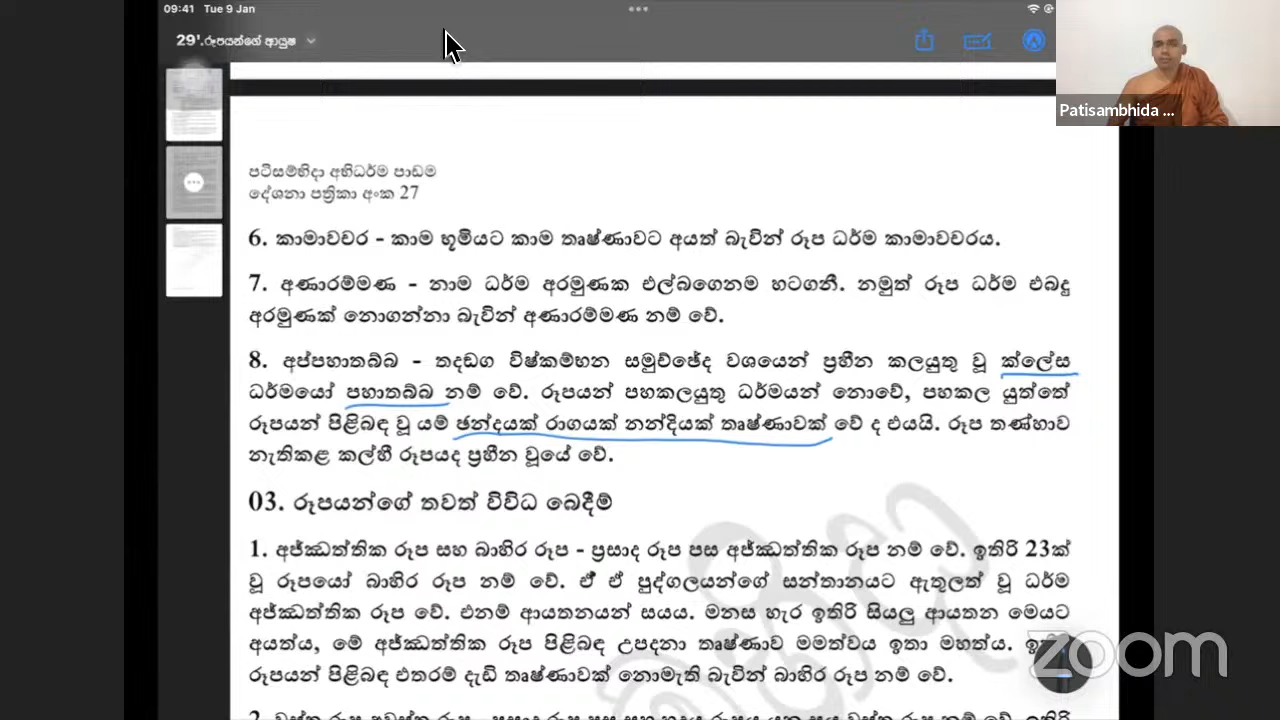 09:41 Tue 9 Jan
29'.රූපයන්ගේ ආයුෂ
Patisambhida ...
පටිසම්භිදා අභිධර්ම පාඩම
දේශනා පත්‍රිකා අංක 27
6. කාමාවචර - කාම භූමියට කාම තෘෂ්ණාවට අයත් බැවින් රූප ධර්ම කාමාවචරය.
7. අණාරම්මණ - නාම ධර්ම අරමුණක එල්බගෙනම හටගනී. නමුත් රූප ධර්ම එබඳු
අරමුණක් නොගන්නා බැවින් අණාරම්මණ නම් වේ.
8. අප්පහාතබ්බ - තදඬග විෂ්කම්භන සමුච්ඡේද වශයෙන් ප්‍රහීන කලයුතු වූ ක්ලේස
ධර්මයෝ පහාතබ්බ නම් වේ. රූපයන් පහකලයුතු ධර්මයන් නොවේ, පහකල යුත්තේ
රූපයන් පිළිබඳ වූ යම් ඡන්දයක් රාගයක් නන්දියක් තෘෂ්ණාවක් වේ ද එයයි. රූප තණ්හාව
නැතිකළ කල්හී රූපයද ප්‍රහීන වූයේ වේ.
03. රූපයන්ගේ තවත් විවිධ බෙදීම්
1. අජ්ඣත්තික රූප සහ බාහිර රූප - ප්‍රසාද රූප පස අජ්ඣත්තික රූප නම් වේ. ඉතිරි 23ක්
වූ රූපයෝ බාහිර රූප නම් වේ. ඒ ඒ පුද්ගලයන්ගේ සන්තානයට ඇතුලත් වූ ධර්ම
අජ්ඣත්තික රූප වේ. එනම් ආයතනයන් සයය. මනස හැර ඉතිරි සියලු ආයතන මෙයට
අයත්ය, මේ අජ්ඣත්තික රූප පිළිබඳ උපදනා තෘෂ්ණාව මමත්වය ඉතා මහත්ය.
රූපයන් පිළිබඳ එතරම් දැඩි තෘෂ්ණාවක් නොමැති බැවින් බාහිර රූප නම් වේ.
zoom